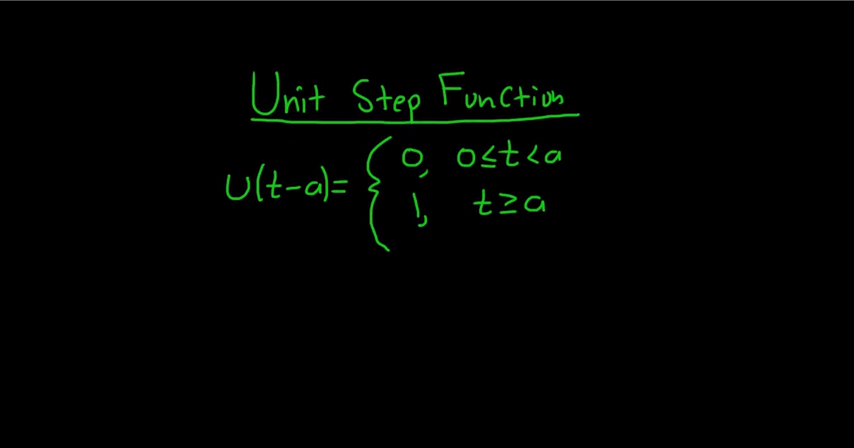 Unit Step Function
U(t-a)= { 0, 0≤t<a
1, t≥a